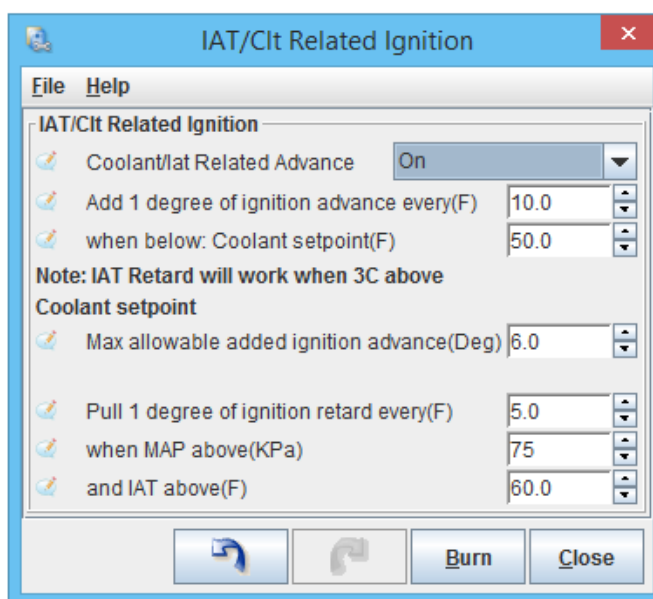 IAT/Clt Related Ignition
File Help
IAT/Clt Related Ignition
Coolant/Iat Related Advance On
Add 1 degree of ignition advance every(F) 10.0
when below: Coolant setpoint(F) 50.0
Note: IAT Retard will work when 3C above
Coolant setpoint
Max allowable added ignition advance(Deg) 6.0
Pull 1 degree of ignition retard every(F) 5.0
when MAP above(KPa) 75
and IAT above(F) 60.0
Burn Close